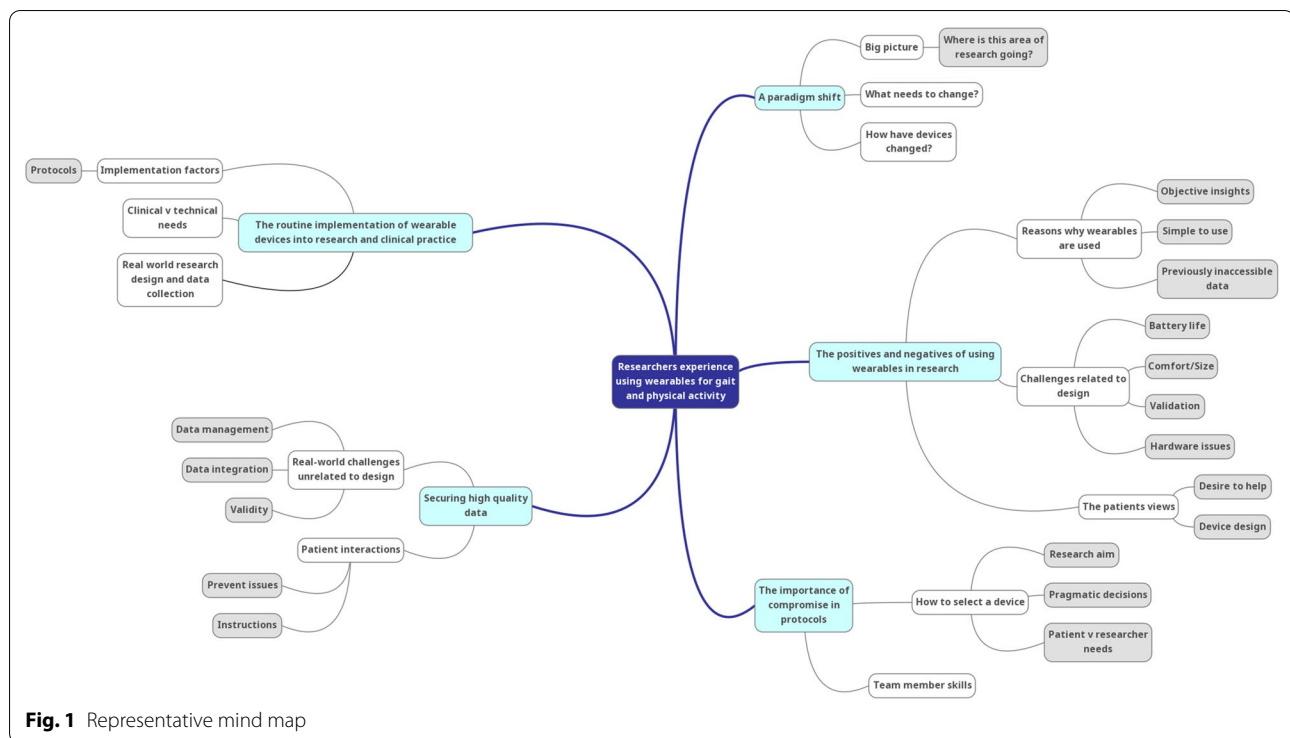 Big picture
Where is this area of
research going?
A paradigm shift
What needs to change?
How have devices
changed?
Protocols
Implementation factors
Clinical v technical
needs
Real world research
design and data
collection
The routine implementation of wearable
devices into research and clinical practice
Objective insights
Reasons why wearables
are used
Simple to use
Previously inaccessible
data
Researchers experience
using wearables for gait
and physical activity
The positives and negatives of using
wearables in research
Battery life
Challenges related to
design
Comfort/Size
Validation
Hardware issues
The patients views
Desire to help
Device design
Data management
Data integration
Validity
Real-world challenges
unrelated to design
Securing high quality
data
Patient interactions
Prevent issues
Instructions
The importance of
compromise in
protocols
How to select a device
Research aim
Pragmatic decisions
Patient v researcher
needs
Team member skills
Fig. 1 Representative mind map